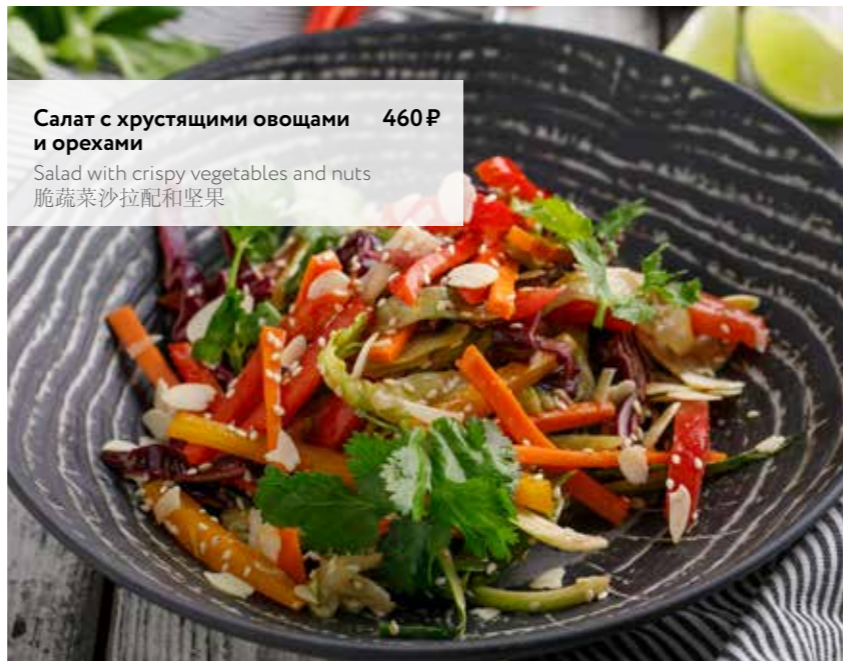 Салат с хрустящими овощами 460 ₽
и орехами
Salad with crispy vegetables and nuts
脆蔬菜沙拉配和坚果